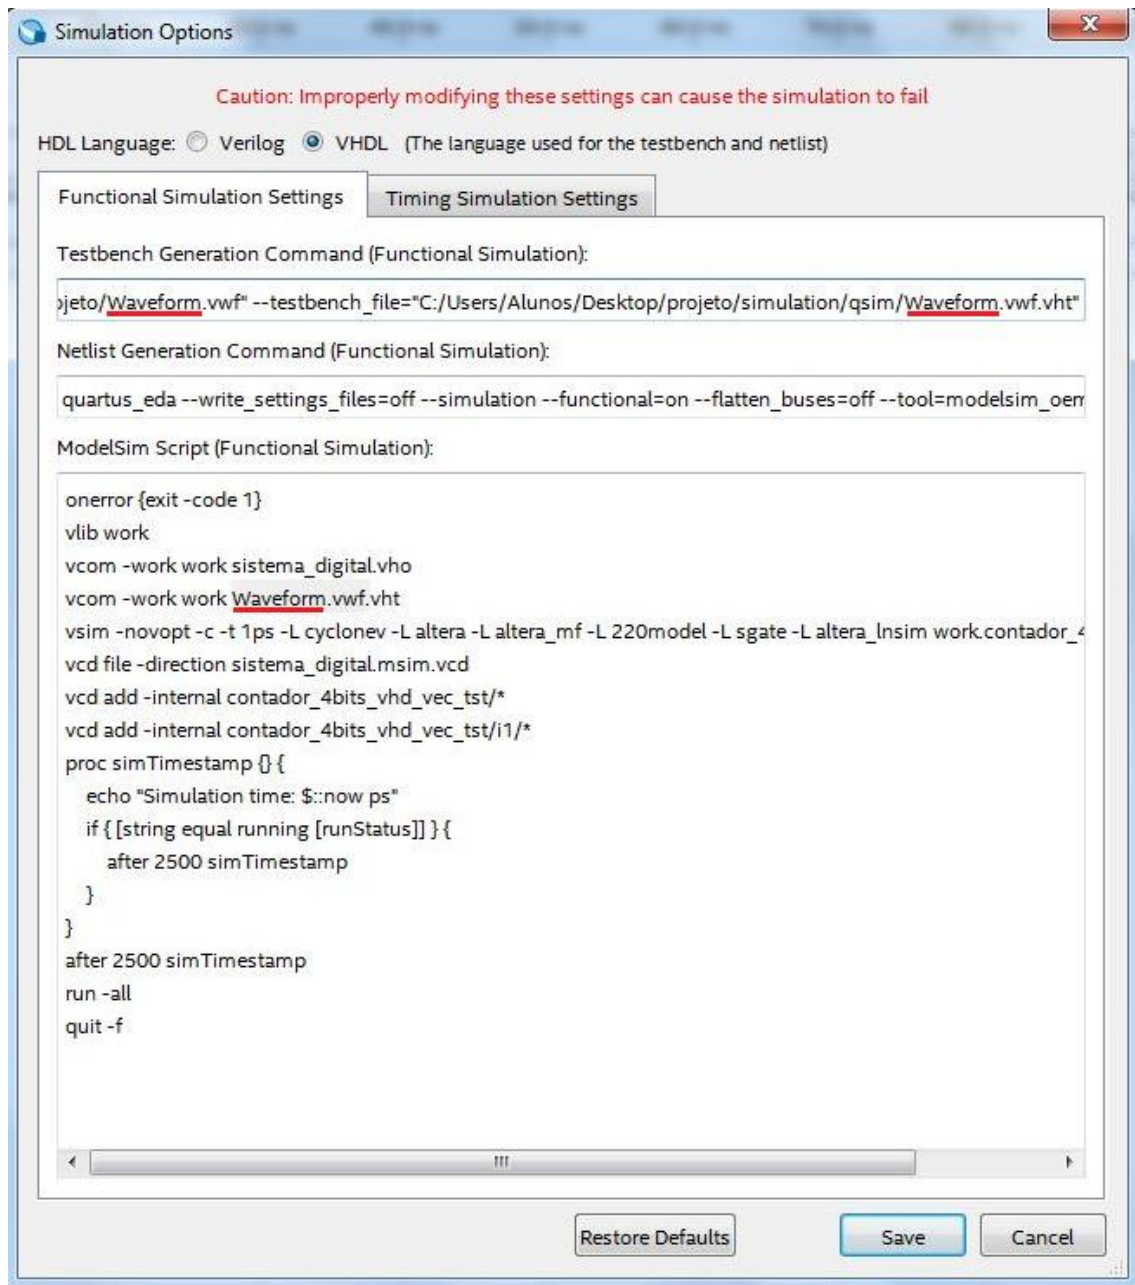 Simulation Options
Caution: Improperly modifying these settings can cause the simulation to fail
HDL Language: Verilog VHDL (The language used for the testbench and netlist)
Functional Simulation Settings Timing Simulation Settings
Testbench Generation Command (Functional Simulation):
ojeto/Waveform.vwf" --testbench_file="C:/Users/Alunos/Desktop/projeto/simulation/qsim/Waveform.vwf.vht"
Netlist Generation Command (Functional Simulation):
quartus_eda --write_settings_files=off --simulation --functional=on --flatten_buses=off --tool=modelsim_oem
ModelSim Script (Functional Simulation):
onerror {exit -code 1}
vlib work
vcom -work work sistema_digital.vho
vcom -work work Waveform.vwf.vht
vsim -novopt -c -t 1ps -L cyclonev -L altera -L altera_mf -L 220model -L sgate -L altera_lnsim work.contador_4
vcd file -direction sistema_digital.msim.vcd
vcd add -internal contador_4bits_vhd_vec_tst/*
vcd add -internal contador_4bits_vhd_vec_tst/i1/*
proc simTimestamp {} {
echo "Simulation time: $::now ps"
if { [string equal running [runStatus]] } {
after 2500 simTimestamp
}
}
after 2500 simTimestamp
run -all
quit -f
Restore Defaults Save Cancel